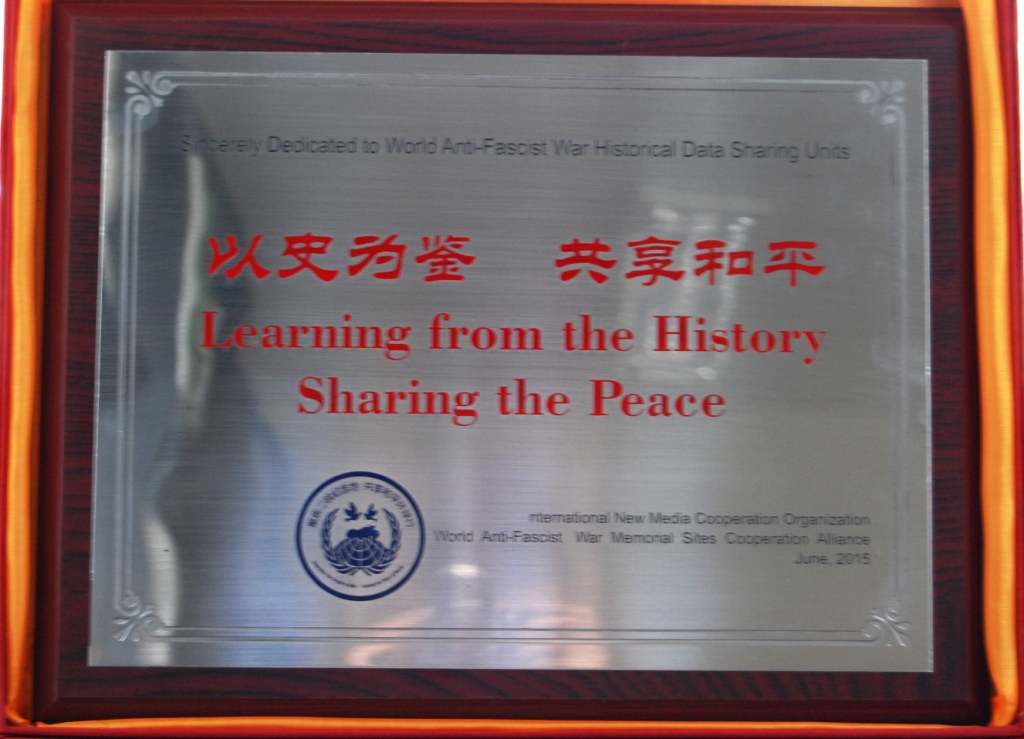 Sincerely Dedicated to World Anti-Fascist War Historical Data Sharing Units
以史为鉴 共享和平
Learning from the History
Sharing the Peace
International New Media Cooperation Organization
World Anti-Fascist War Memorial Sites Cooperation Alliance
June, 2015